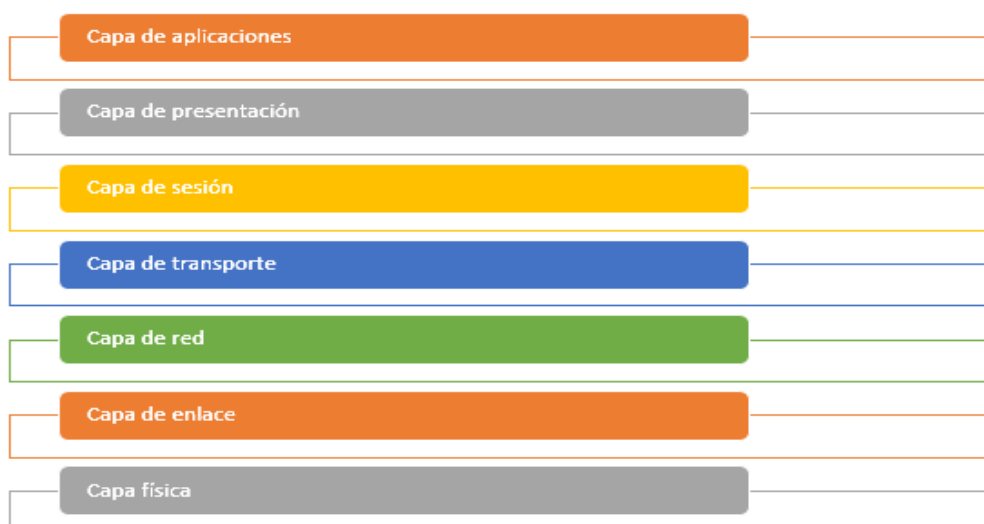 Capa de aplicaciones
Capa de presentación
Capa de sesión
Capa de transporte
Capa de red
Capa de enlace
Capa física